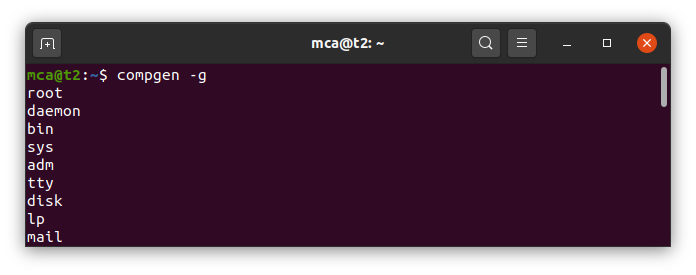 mca@t2: ~
mca@t2:~$ compgen -g
root
daemon
bin
sys
adm
tty
disk
lp
mail